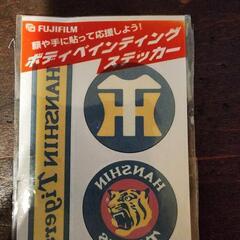 FUJIFILM
顔や手に貼って応援しよう!
ボディペインティング
ステッカー
HANSHIN Tigers
HT
HANSHIN